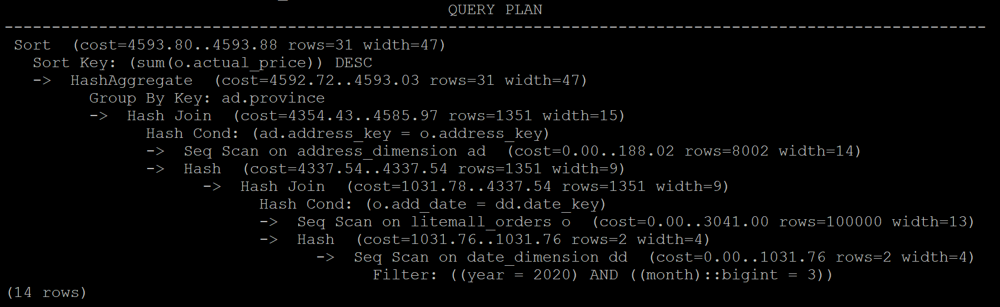 QUERY PLAN
--------------------------------------------------------------------------------------------------------
Sort  (cost=4593.80..4593.88 rows=31 width=47)
  Sort Key: (sum(o.actual_price)) DESC
  ->  HashAggregate  (cost=4592.72..4593.03 rows=31 width=47)
        Group By Key: ad.province
        ->  Hash Join  (cost=4354.43..4585.97 rows=1351 width=15)
              Hash Cond: (ad.address_key = o.address_key)
              ->  Seq Scan on address_dimension ad  (cost=0.00..188.02 rows=8002 width=14)
              ->  Hash  (cost=4337.54..4337.54 rows=1351 width=9)
                    ->  Hash Join  (cost=1031.78..4337.54 rows=1351 width=9)
                          Hash Cond: (o.add_date = dd.date_key)
                          ->  Seq Scan on litemall_orders o  (cost=0.00..3041.00 rows=100000 width=13)
                          ->  Hash  (cost=1031.76..1031.76 rows=2 width=4)
                                ->  Seq Scan on date_dimension dd  (cost=0.00..1031.76 rows=2 width=4)
                                      Filter: ((year = 2020) AND ((month)::bigint = 3))
(14 rows)